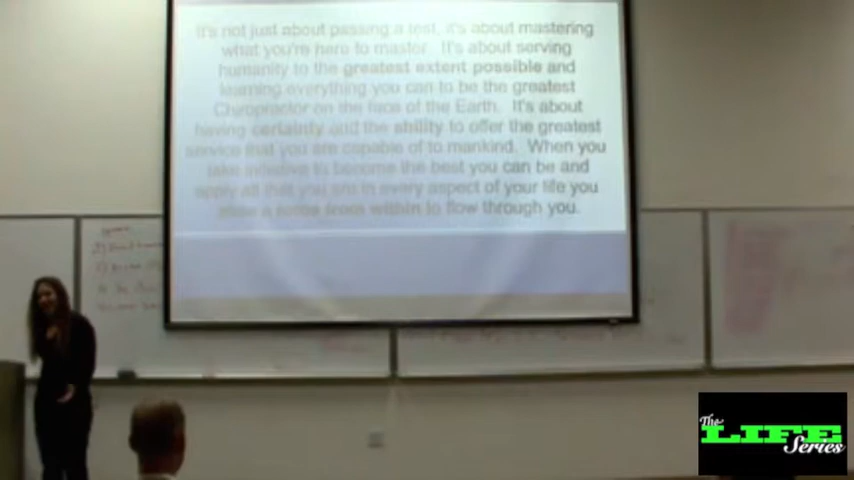 It's not just about passing a test, it's about mastering
what you're here to master. It's about serving
humanity to the greatest extent possible and
learning everything you can to be the greatest
Chiropractor on the face of the Earth. It's about
having certainty and the ability to offer the greatest
service that you are capable of to mankind. When you
take initiative to become the best you can be and
apply all that you are in every aspect of your life you
allow a force from within to flow through you.
The
LIFE
Series